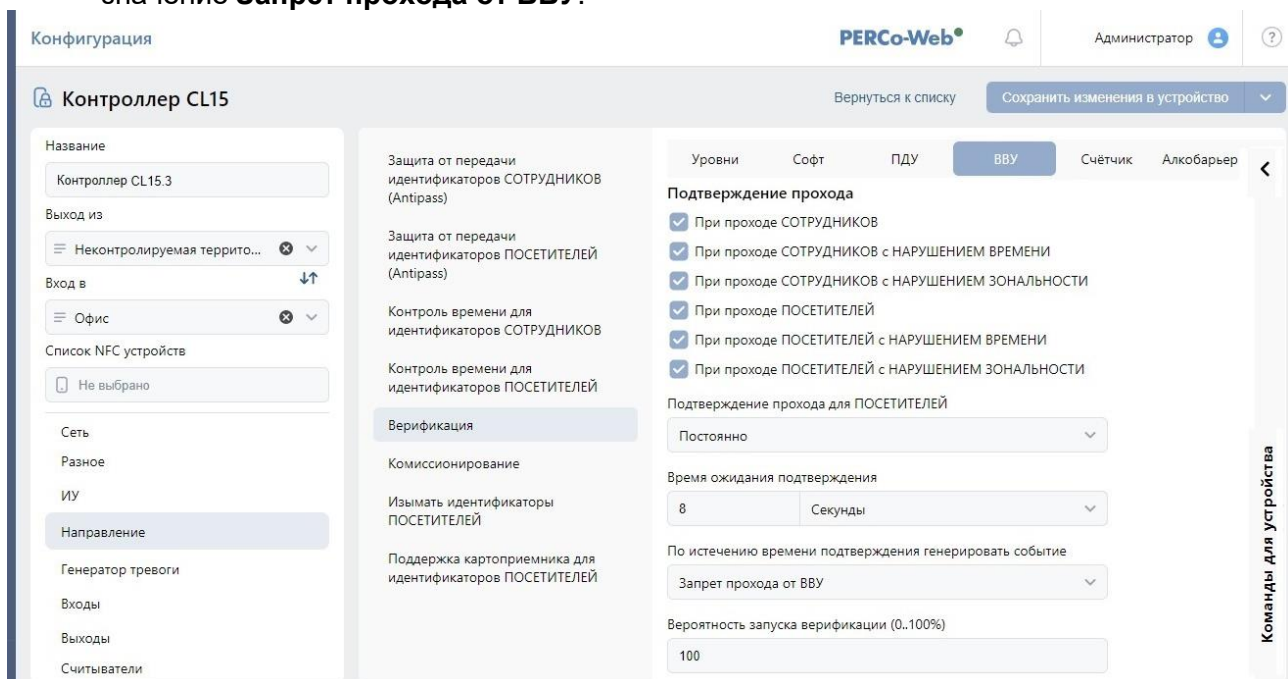 значение Запрет прохода от ВВУ.
Конфигурация
PERCo-Web
Администратор
?
Контроллер CL15
Вернуться к списку
Сохранить изменения в устройство
Название
Контроллер CL15.3
Выход из
Неконтролируемая террито...
Вход в
Офис
Список NFC устройств
Не выбрано
Сеть
Разное
ИУ
Направление
Генератор тревоги
Входы
Выходы
Считыватели
Защита от передачи
идентификаторов СОТРУДНИКОВ
(Antipass)
Защита от передачи
идентификаторов ПОСЕТИТЕЛЕЙ
(Antipass)
Контроль времени для
идентификаторов СОТРУДНИКОВ
Контроль времени для
идентификаторов ПОСЕТИТЕЛЕЙ
Верификация
Комиссионирование
Изымать идентификаторы
ПОСЕТИТЕЛЕЙ
Поддержка картоприемника для
идентификаторов ПОСЕТИТЕЛЕЙ
Уровни Софт ПДУ ВВУ Счётчик Алкобарьер
Подтверждение прохода
При проходе СОТРУДНИКОВ
При проходе СОТРУДНИКОВ с НАРУШЕНИЕМ ВРЕМЕНИ
При проходе СОТРУДНИКОВ с НАРУШЕНИЕМ ЗОНАЛЬНОСТИ
При проходе ПОСЕТИТЕЛЕЙ
При проходе ПОСЕТИТЕЛЕЙ с НАРУШЕНИЕМ ВРЕМЕНИ
При проходе ПОСЕТИТЕЛЕЙ с НАРУШЕНИЕМ ЗОНАЛЬНОСТИ
Подтверждение прохода для ПОСЕТИТЕЛЕЙ
Постоянно
Время ожидания подтверждения
8 Секунды
По истечению времени подтверждения генерировать событие
Запрет прохода от ВВУ
Вероятность запуска верификации (0..100%)
100
Команды для устройства